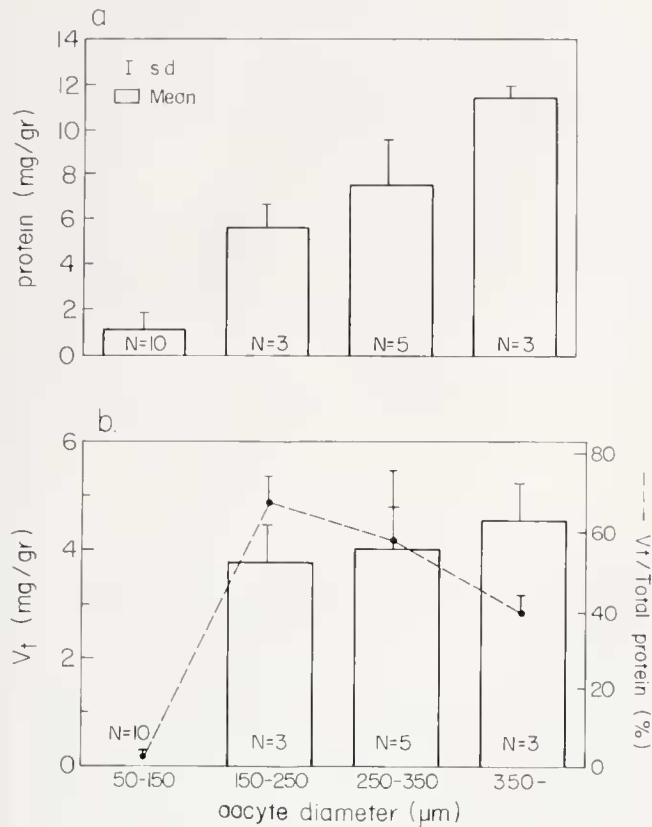 a
14
12
10
8
6
4
2
0
protein (mg/gr)
I s d
Mean
N=10
N=3
N=5
N=3
b.
6
4
2
0
Vt (mg/gr)
80
60
40
20
0
--- Vt/Total protein (%)
N=10
N=3
N=5
N=3
50-150
150-250
250-350
350-
oocyte diameter (µm)